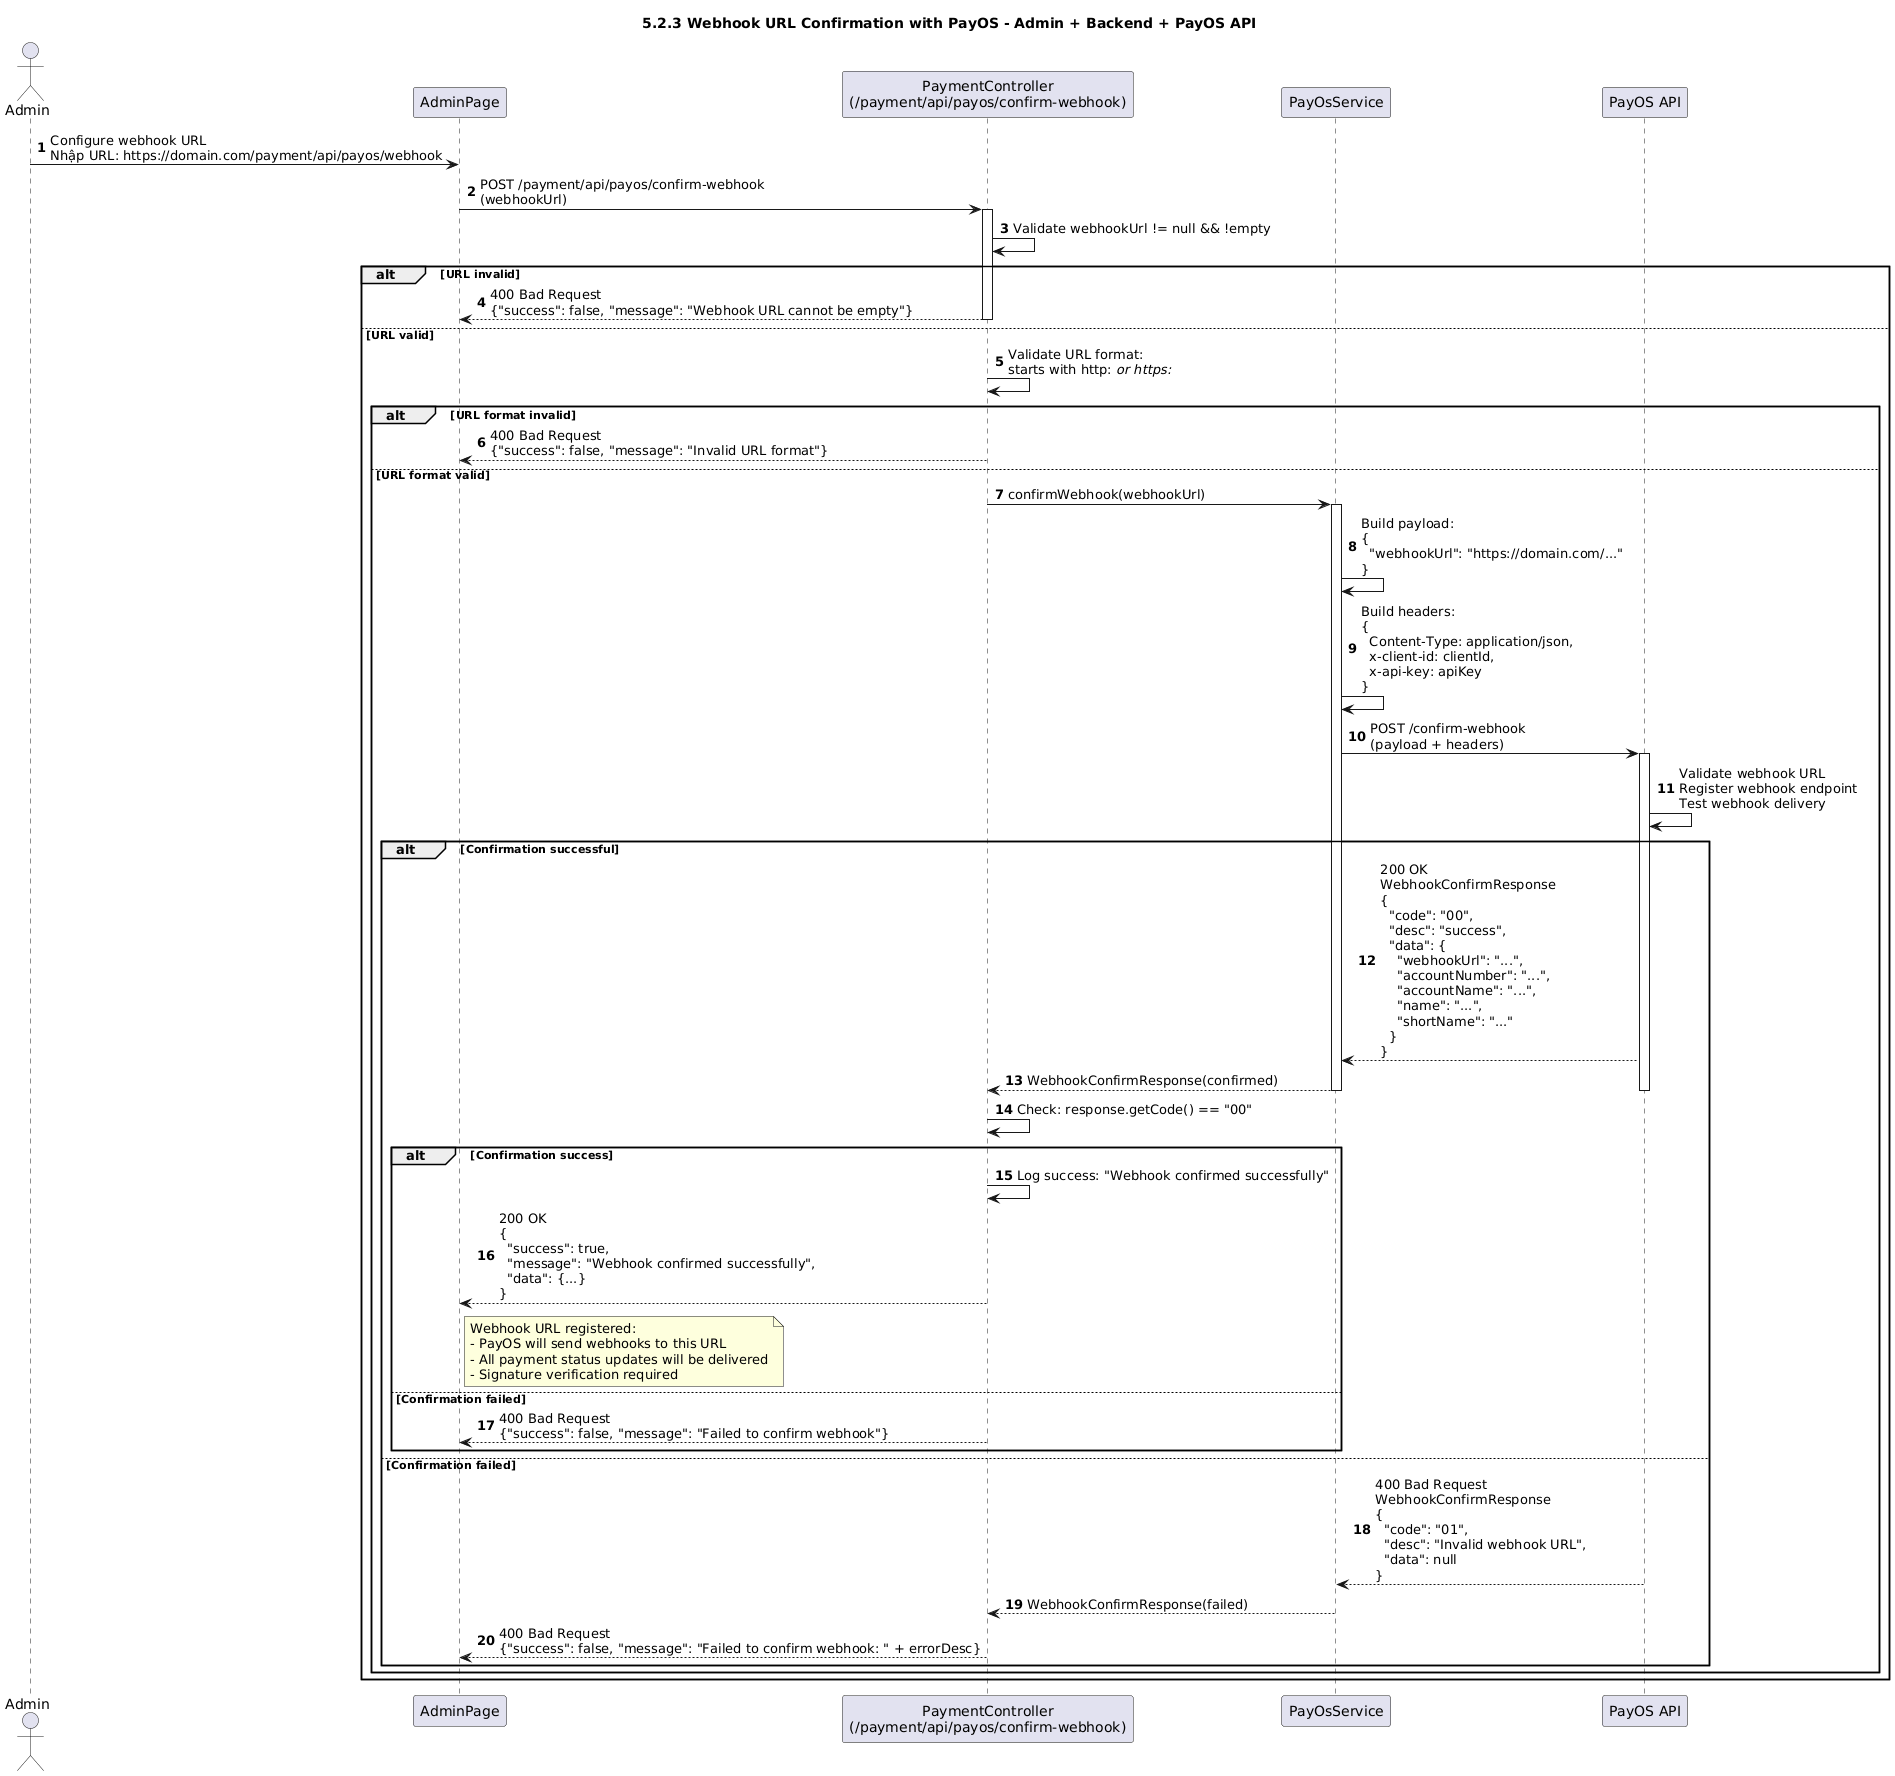 5.2.3 Webhook URL Confirmation with PayOS - Admin + Backend + PayOS API
Admin
AdminPage
PaymentController
(/payment/api/payos/confirm-webhook)
PayOsService
PayOS API
1 Configure webhook URL
Nhập URL: https://domain.com/payment/api/payos/webhook
2 POST /payment/api/payos/confirm-webhook
(webhookUrl)
3 Validate webhookUrl != null && !empty
alt [URL invalid]
4 400 Bad Request
{"success": false, "message": "Webhook URL cannot be empty"}
[URL valid]
5 Validate URL format:
starts with http: or https:
alt [URL format invalid]
6 400 Bad Request
{"success": false, "message": "Invalid URL format"}
[URL format valid]
7 confirmWebhook(webhookUrl)
8 Build payload:
{
"webhookUrl": "https://domain.com/..."
}
9 Build headers:
{
Content-Type: application/json,
x-client-id: clientId,
x-api-key: apiKey
}
10 POST /confirm-webhook
(payload + headers)
11 Validate webhook URL
Register webhook endpoint
Test webhook delivery
alt [Confirmation successful]
12 200 OK
WebhookConfirmResponse
{
"code": "00",
"desc": "success",
"data": {
"webhookUrl": "...",
"accountNumber": "...",
"accountName": "...",
"name": "...",
"shortName": "..."
}
}
13 WebhookConfirmResponse(confirmed)
14 Check: response.getCode() == "00"
alt [Confirmation success]
15 Log success: "Webhook confirmed successfully"
16 200 OK
{
"success": true,
"message": "Webhook confirmed successfully",
"data": {...}
}
Webhook URL registered:
- PayOS will send webhooks to this URL
- All payment status updates will be delivered
- Signature verification required
[Confirmation failed]
17 400 Bad Request
{"success": false, "message": "Failed to confirm webhook"}
[Confirmation failed]
18 400 Bad Request
WebhookConfirmResponse
{
"code": "01",
"desc": "Invalid webhook URL",
"data": null
}
19 WebhookConfirmResponse(failed)
20 400 Bad Request
{"success": false, "message": "Failed to confirm webhook: " + errorDesc}
Admin
AdminPage
PaymentController
(/payment/api/payos/confirm-webhook)
PayOsService
PayOS API